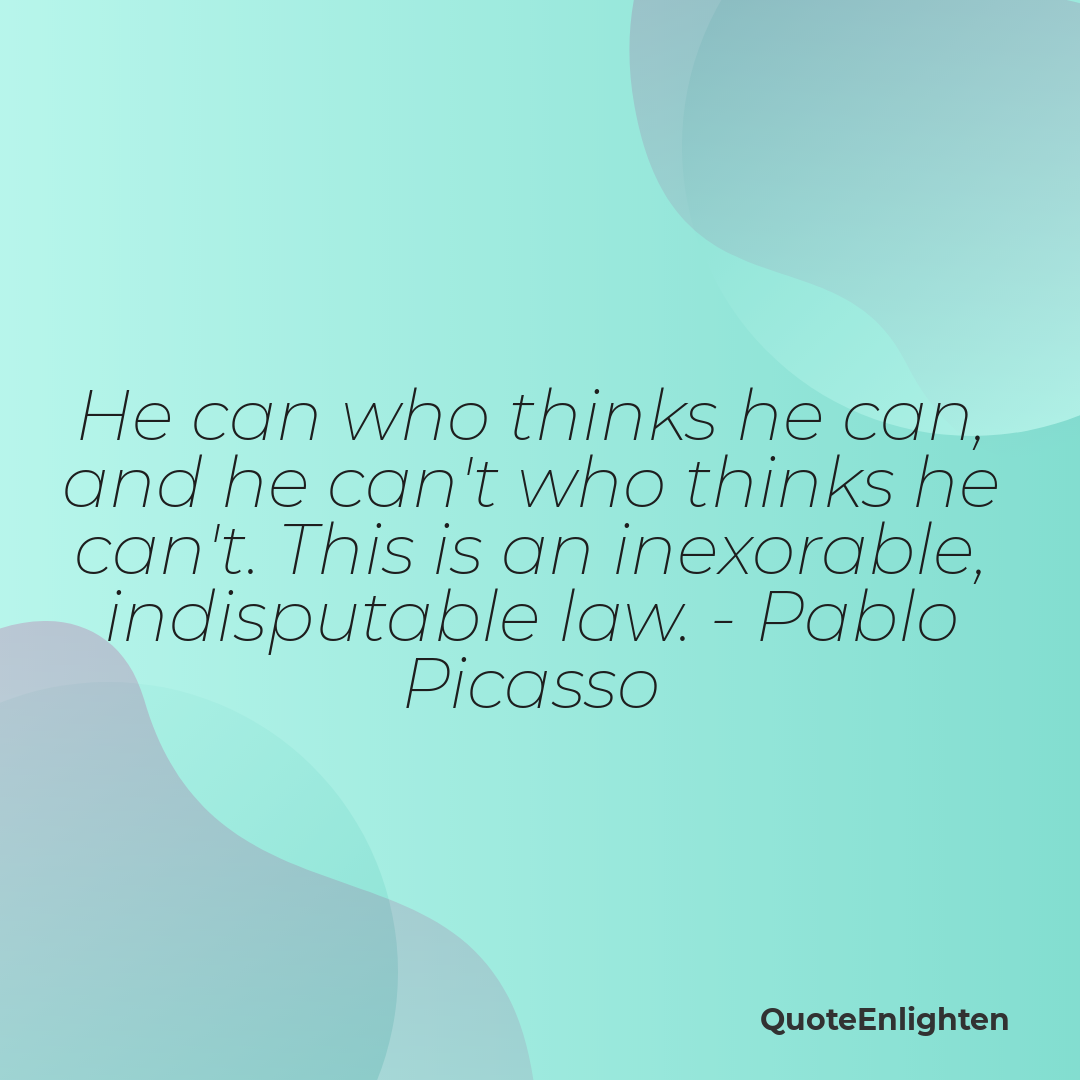 He can who thinks he can,
and he can't who thinks he
can't. This is an inexorable,
indisputable law. - Pablo
Picasso
QuoteEnlighten